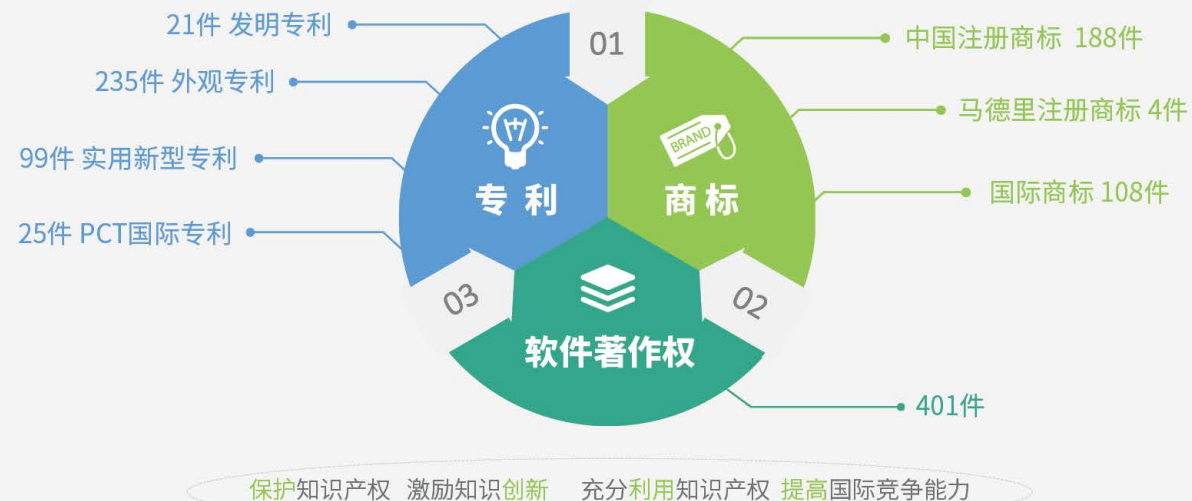 21件 发明专利
235件 外观专利
99件 实用新型专利
25件 PCT国际专利
01
中国注册商标 188件
马德里注册商标 4件
国际商标 108件
BRAND
专利
商标
03
02
软件著作权
401件
保护知识产权 激励知识创新 充分利用知识产权 提高国际竞争能力